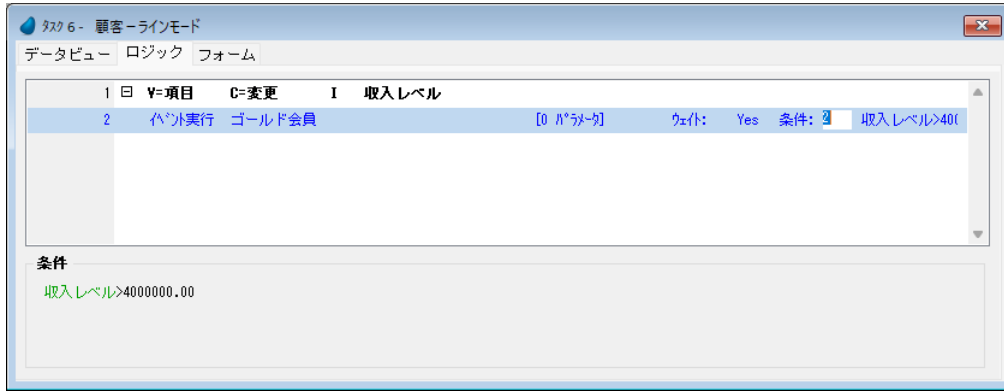 ﾀｽｸ 6 - 顧客－ラインモード
データビュー ロジック フォーム
1 V=項目 C=変更 I 収入レベル
2 ｲﾍﾞﾝﾄ実行 ゴールド会員 [0 ﾊﾟﾗﾒｰﾀ] ｳｪｲﾄ: Yes 条件: 2 収入レベル>400
条件
収入レベル>4000000.00